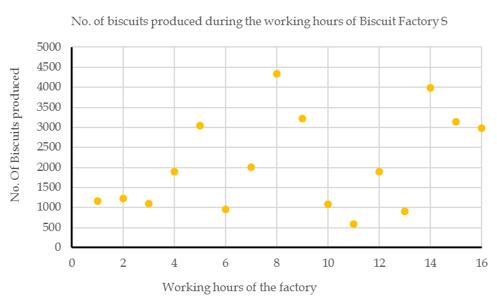 No. of biscuits produced during the working hours of Biscuit Factory S
No. Of Biscuits produced
5000
4500
4000
3500
3000
2500
2000
1500
1000
500
0
0 2 4 6 8 10 12 14 16
Working hours of the factory